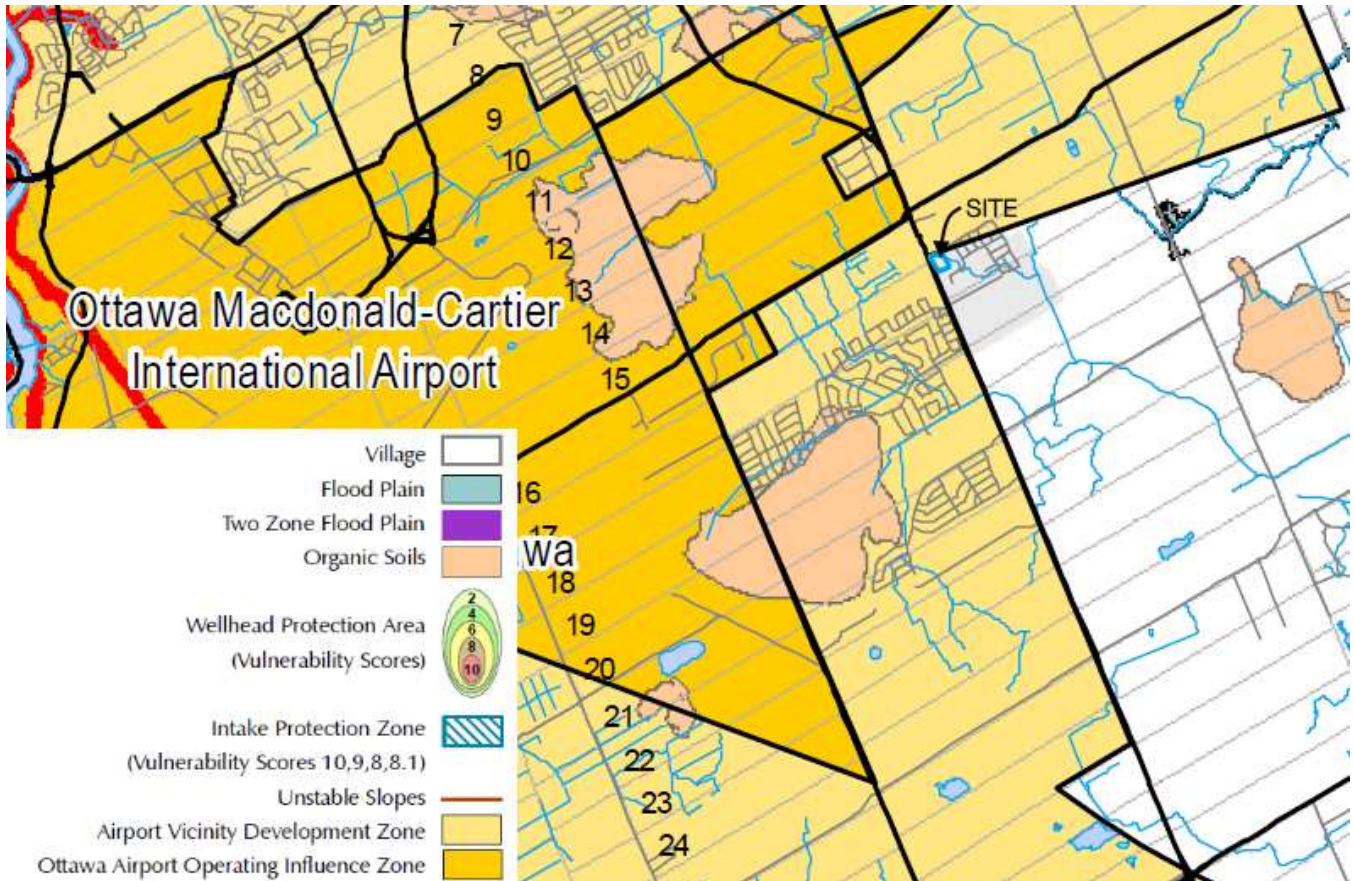 7
8
9
10
11
12
13
14
15
SITE
Ottawa Macdonald-Cartier
International Airport
16
17
wa
18
19
20
21
22
23
24
Village
Flood Plain
Two Zone Flood Plain
Organic Soils
2
4
6
8
10
Wellhead Protection Area
(Vulnerability Scores)
Intake Protection Zone
(Vulnerability Scores 10,9,8,8.1)
Unstable Slopes
Airport Vicinity Development Zone
Ottawa Airport Operating Influence Zone